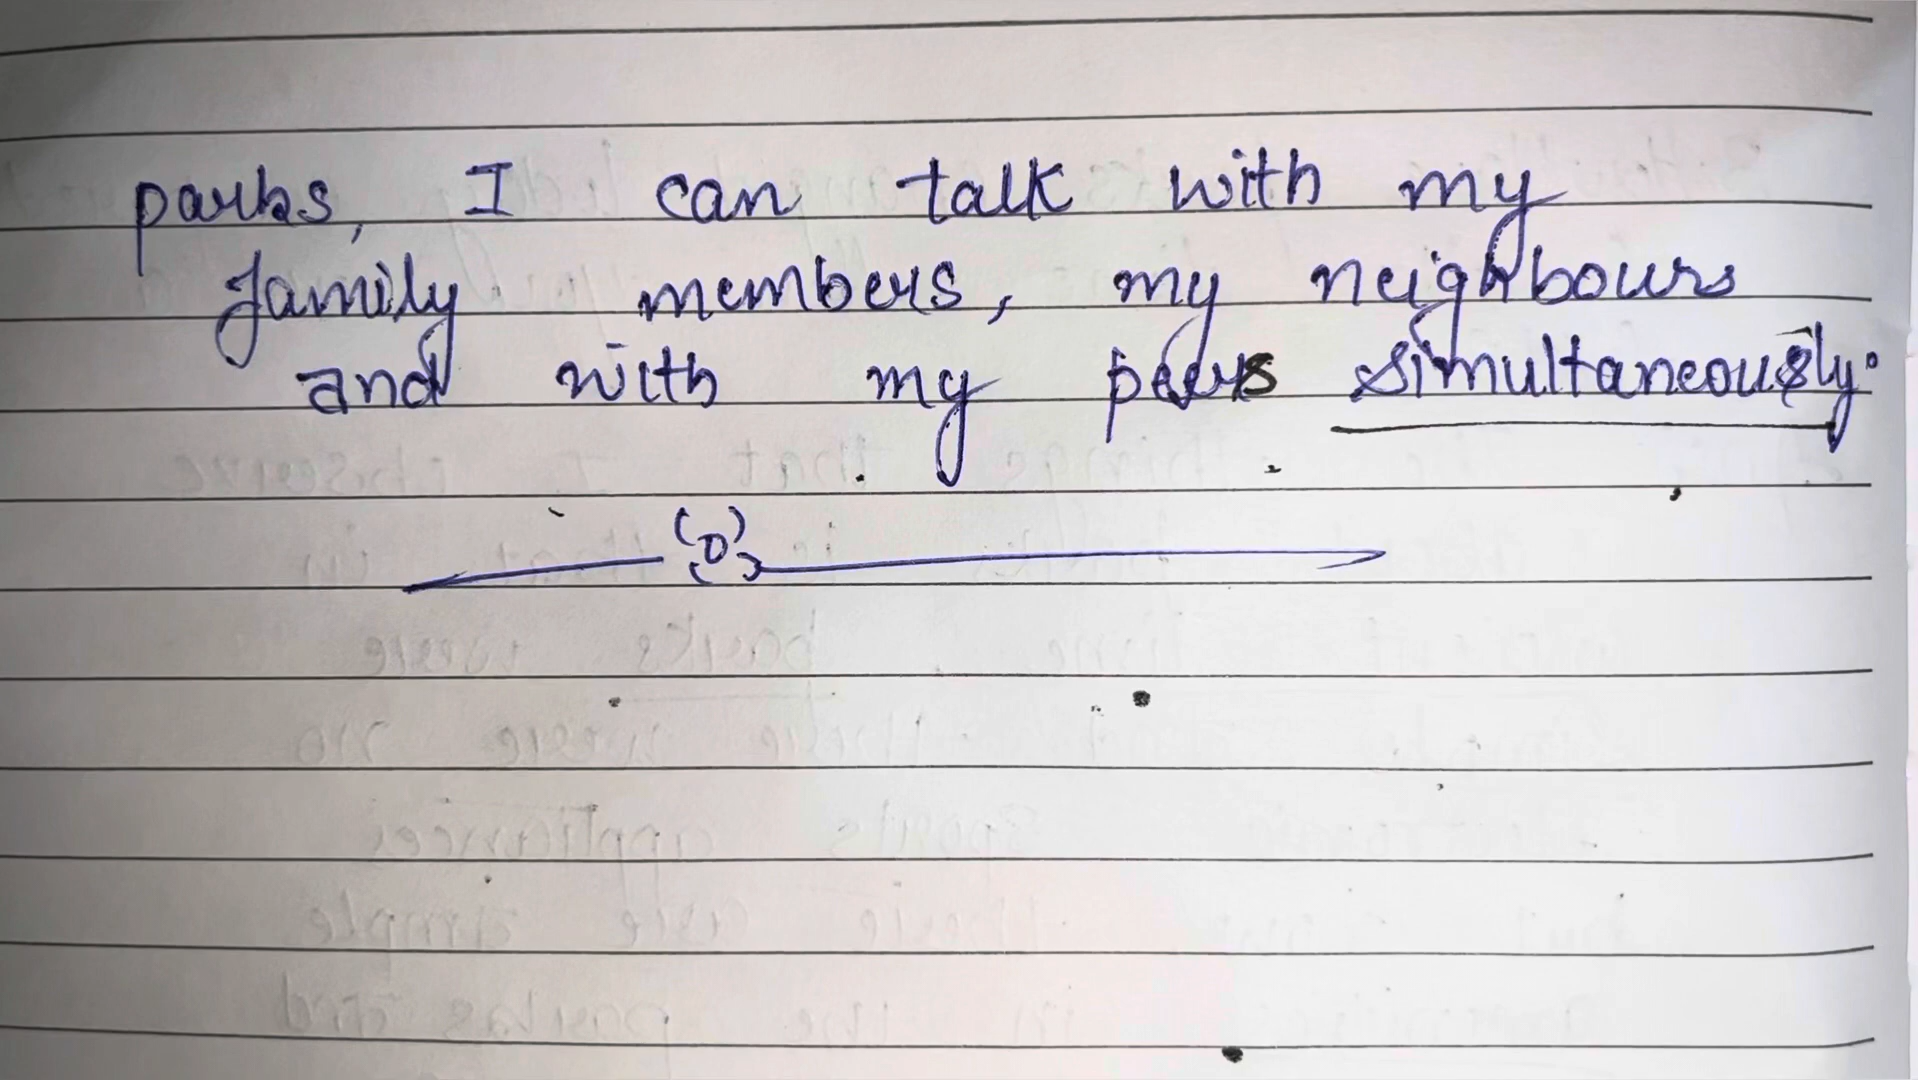 parks, I can talk with my
family members, my neighbours
and with my peers simultaneously.